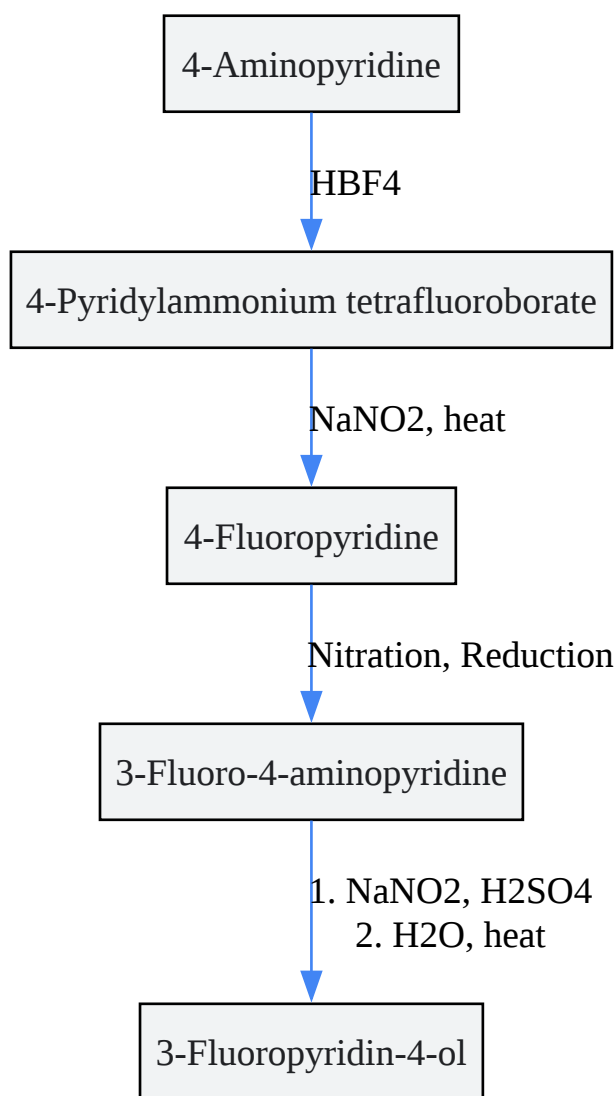 4-Aminopyridine
HBF4
4-Pyridylammonium tetrafluoroborate
NaNO2, heat
4-Fluoropyridine
Nitration, Reduction
3-Fluoro-4-aminopyridine
1. NaNO2, H2SO4
2. H2O, heat
3-Fluoropyridin-4-ol